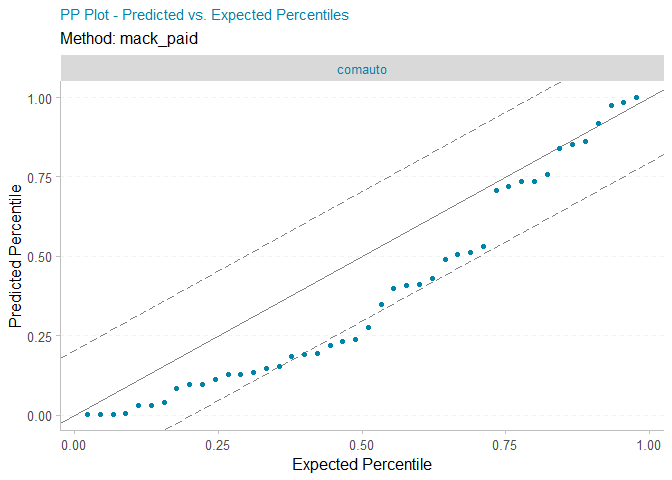 PP Plot - Predicted vs. Expected Percentiles
Method: mack_paid
comauto
1.00
0.75
0.50
0.25
0.00
Predicted Percentile
0.00 0.25 0.50 0.75 1.00
Expected Percentile